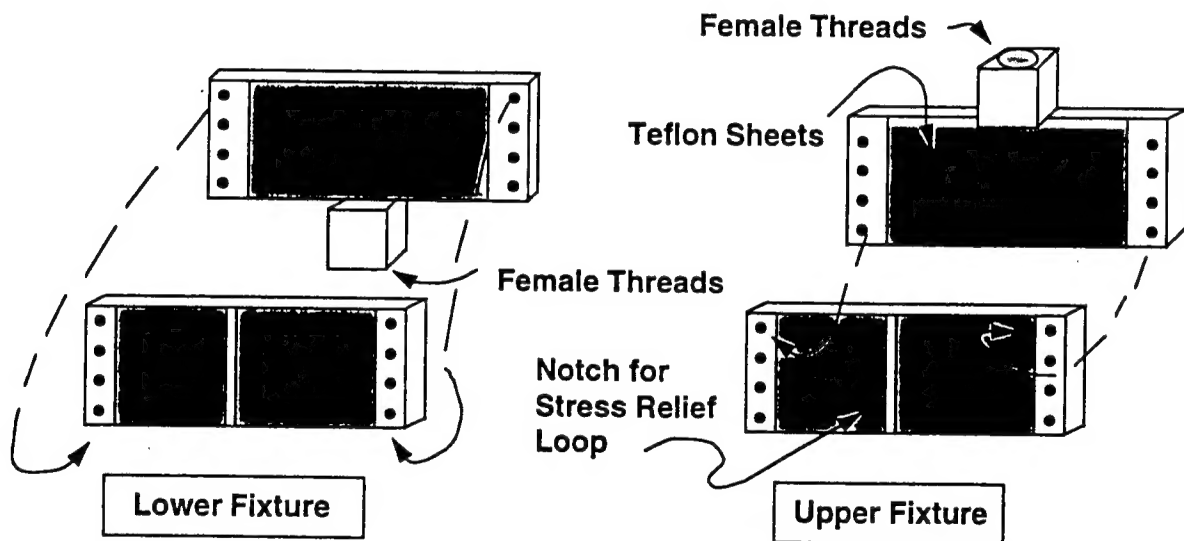 Female Threads
Teflon Sheets
Female Threads
Notch for
Stress Relief
Loop
Lower Fixture
Upper Fixture